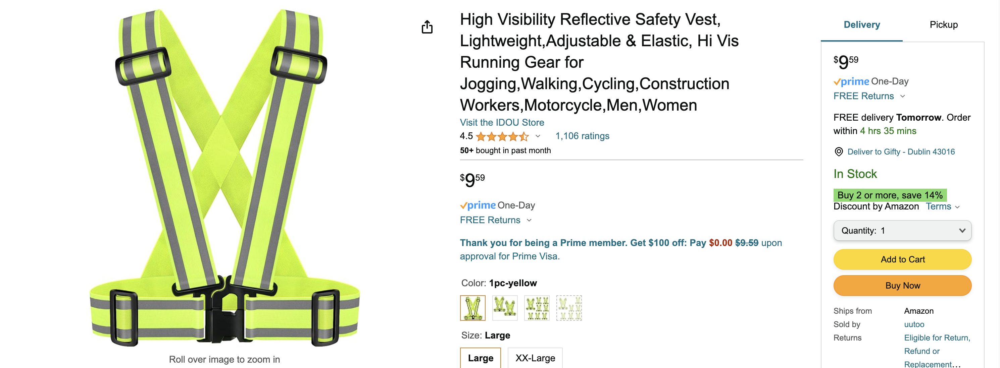 High Visibility Reflective Safety Vest,
Lightweight,Adjustable & Elastic, Hi Vis
Running Gear for
Jogging,Walking,Cycling,Construction
Workers,Motorcycle,Men,Women
Visit the IDOU Store
4.5 1,106 ratings
50+ bought in past month
$9.59
prime One-Day
FREE Returns
Thank you for being a Prime member. Get $100 off: Pay $0.00 $9.59 upon
approval for Prime Visa.
Color: 1pc-yellow
Size: Large
Large XX-Large
Roll over image to zoom in
Delivery Pickup
$9.59
prime One-Day
FREE Returns
FREE delivery Tomorrow. Order
within 4 hrs 35 mins
Deliver to Gifty - Dublin 43016
In Stock
Buy 2 or more, save 14%
Discount by Amazon Terms
Quantity: 1
Add to Cart
Buy Now
Ships from Amazon
Sold by uutoo
Returns Eligible for Return,
Refund or
Replacement…